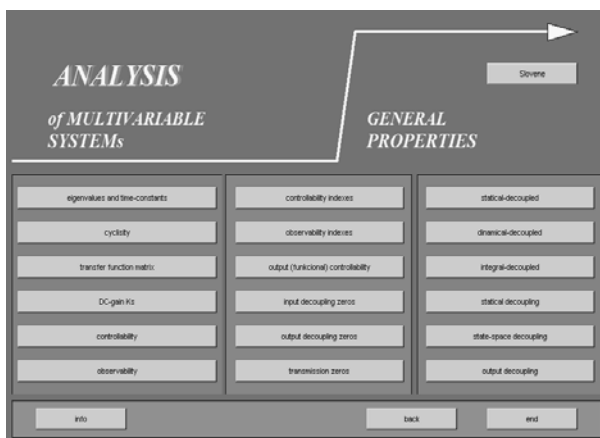 ANALYSIS
of MULTIVARIABLE
SYSTEMs
GENERAL
PROPERTIES
Slovene
eigenvalues and time-constants
cyclisity
transfer function matrix
DC-gain Ks
controllability
observability
controllability indexes
observability indexes
output (funkcional) controllability
input decoupling zeros
output decoupling zeros
transmission zeros
statical-decoupled
dinamical-decoupled
integral-decoupled
statical decoupling
state-space decoupling
output decoupling
info
back
end